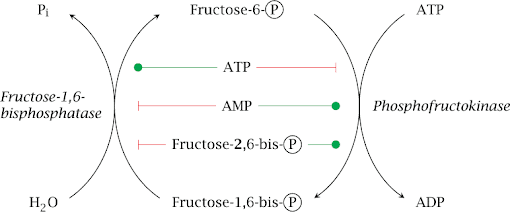 Pi Fructose-6-P ATP
ATP
Fructose-1,6-
bisphosphatase
AMP
Phosphofructokinase
Fructose-2,6-bis-P
H2O Fructose-1,6-bis-P ADP